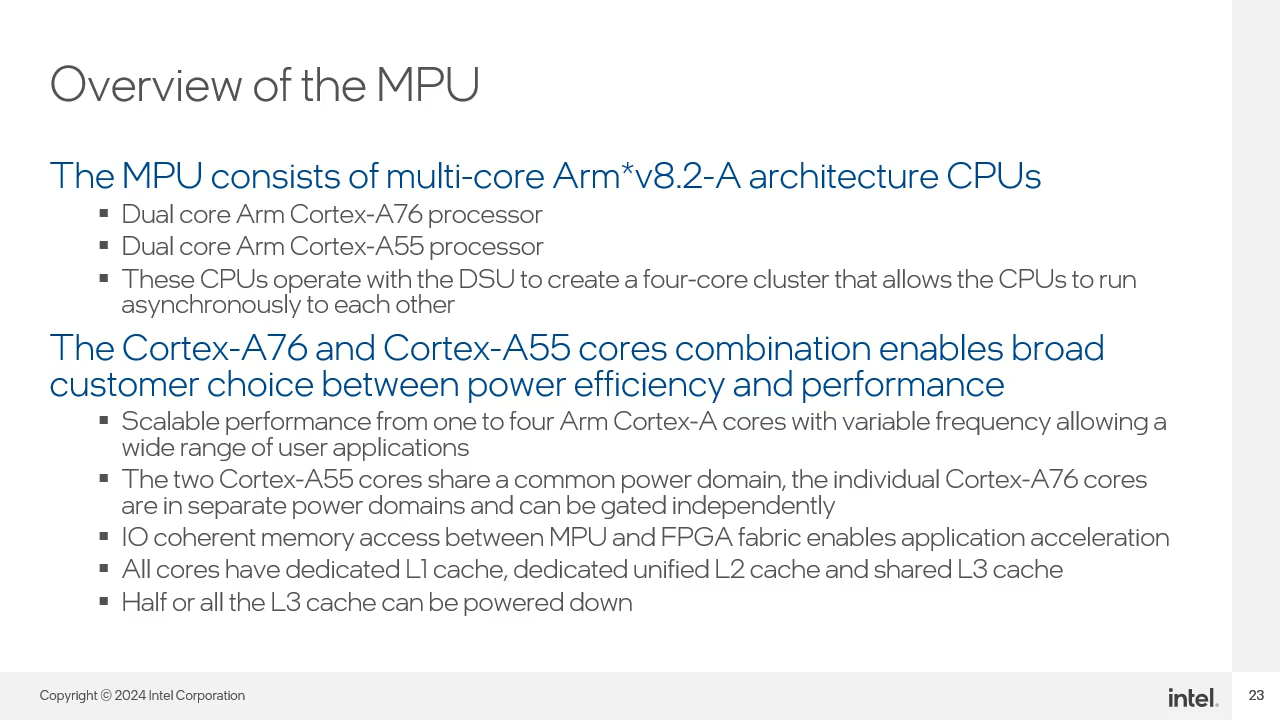 Overview of the MPU
The MPU consists of multi-core Arm*v8.2-A architecture CPUs
▪ Dual core Arm Cortex-A76 processor
▪ Dual core Arm Cortex-A55 processor
▪ These CPUs operate with the DSU to create a four-core cluster that allows the CPUs to run
asynchronously to each other
The Cortex-A76 and Cortex-A55 cores combination enables broad
customer choice between power efficiency and performance
▪ Scalable performance from one to four Arm Cortex-A cores with variable frequency allowing a
wide range of user applications
▪ The two Cortex-A55 cores share a common power domain, the individual Cortex-A76 cores
are in separate power domains and can be gated independently
▪ IO coherent memory access between MPU and FPGA fabric enables application acceleration
▪ All cores have dedicated L1 cache, dedicated unified L2 cache and shared L3 cache
▪ Half or all the L3 cache can be powered down
Copyright © 2024 Intel Corporation
intel.
23